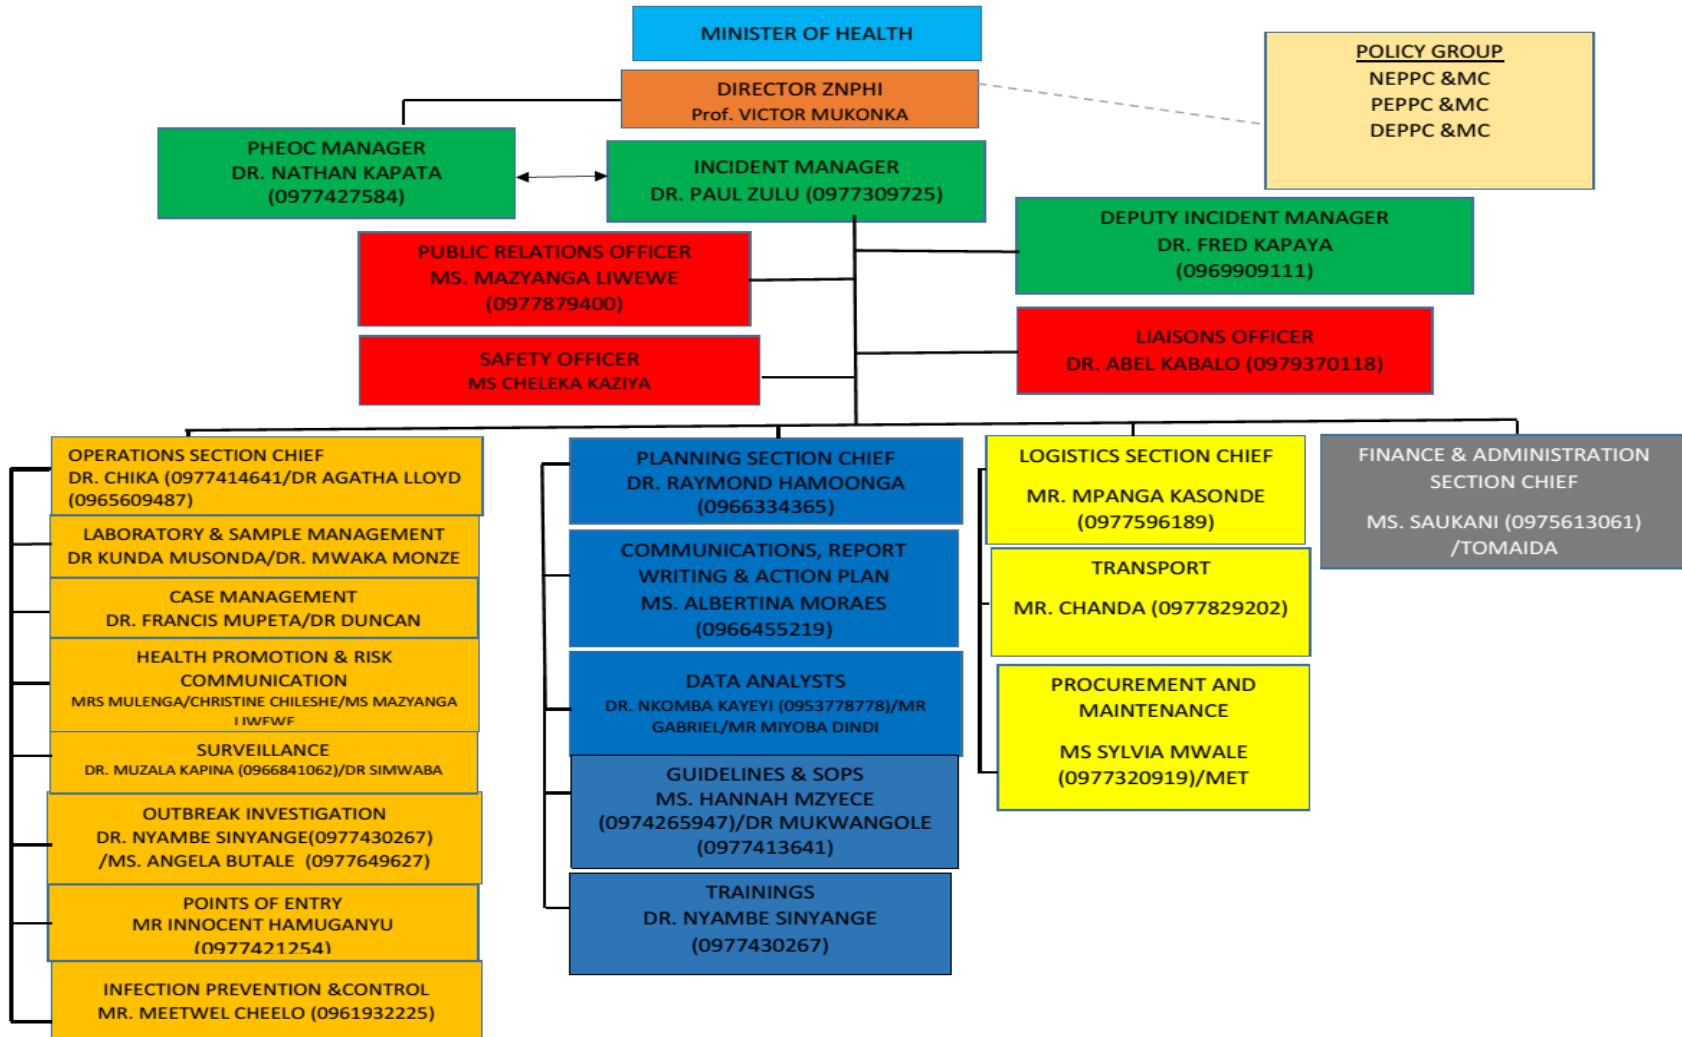 MINISTER OF HEALTH
DIRECTOR ZNPHI
Prof. VICTOR MUKONKA
POLICY GROUP
NEPPC &MC
PEPPC &MC
DEPPC &MC
PHEOC MANAGER
DR. NATHAN KAPATA
(0977427584)
INCIDENT MANAGER
DR. PAUL ZULU (0977309725)
DEPUTY INCIDENT MANAGER
DR. FRED KAPAYA
(0969909111)
PUBLIC RELATIONS OFFICER
MS. MAZYANGA LIWEWE
(0977879400)
LIAISONS OFFICER
DR. ABEL KABALO (0979370118)
SAFETY OFFICER
MS CHELEKA KAZIYA
OPERATIONS SECTION CHIEF
DR. CHIKA (0977414641/DR AGATHA LLOYD
(0965609487)
LABORATORY & SAMPLE MANAGEMENT
DR KUNDA MUSONDA/DR. MWAKA MONZE
CASE MANAGEMENT
DR. FRANCIS MUPETA/DR DUNCAN
HEALTH PROMOTION & RISK
COMMUNICATION
MRS MULENGA/CHRISTINE CHILESHE/MS MAZYANGA
LIWEWE
SURVEILLANCE
DR. MUZALA KAPINA (0966841062)/DR SIMWABA
OUTBREAK INVESTIGATION
DR. NYAMBE SINYANGE(0977430267)
/MS. ANGELA BUTALE (0977649627)
POINTS OF ENTRY
MR INNOCENT HAMUGANYU
(0977421254)
INFECTION PREVENTION &CONTROL
MR. MEETWEL CHEELO (0961932225)
PLANNING SECTION CHIEF
DR. RAYMOND HAMOONGA
(0966334365)
COMMUNICATIONS, REPORT
WRITING & ACTION PLAN
MS. ALBERTINA MORAES
(0966455219)
DATA ANALYSTS
DR. NKOMBA KAYEYI (0953778778)/MR
GABRIEL/MR MIYOBA DINDI
GUIDELINES & SOPS
MS. HANNAH MZYECE
(0974265947)/DR MUKWANGOLE
(0977413641)
TRAININGS
DR. NYAMBE SINYANGE
(0977430267)
LOGISTICS SECTION CHIEF
MR. MPANGA KASONDE
(0977596189)
TRANSPORT
MR. CHANDA (0977829202)
PROCUREMENT AND
MAINTENANCE
MS SYLVIA MWALE
(0977320919)/MET
FINANCE & ADMINISTRATION
SECTION CHIEF
MS. SAUKANI (0975613061)
/TOMAIDA